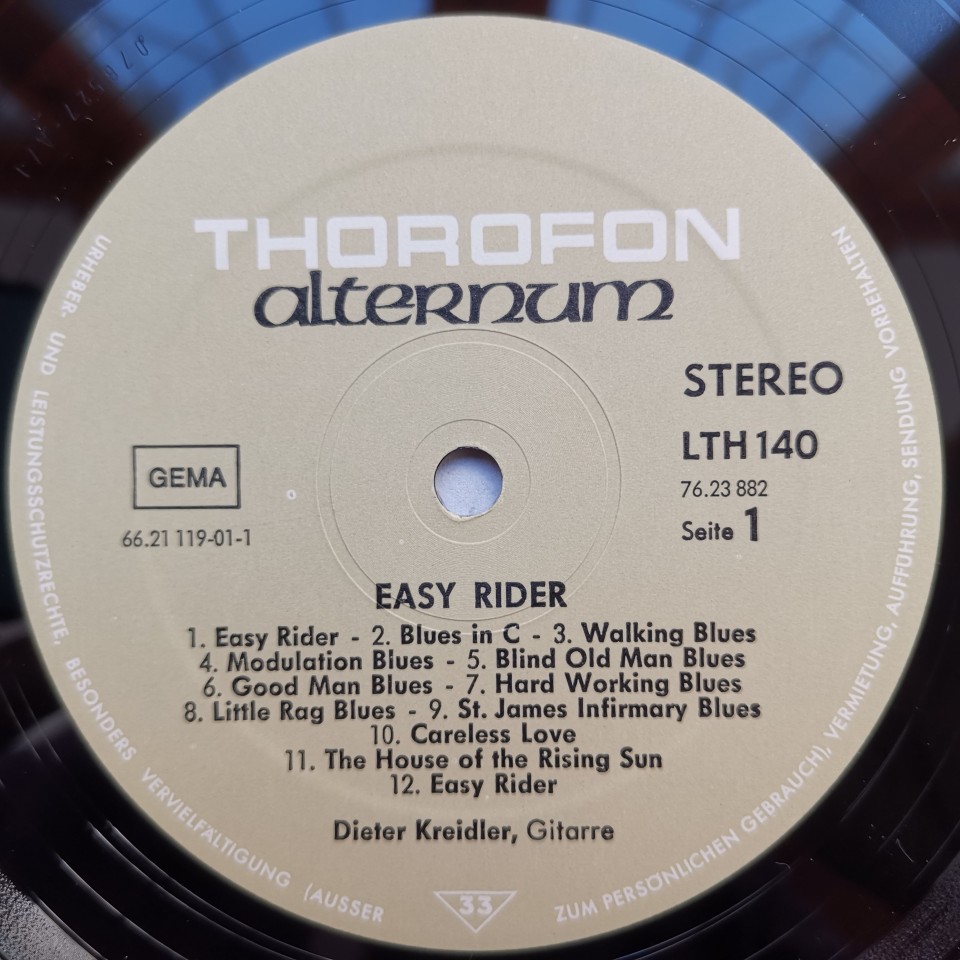 THOROFON
alternum
STEREO
LTH 140
76.23 882
Seite 1
GEMA
66.21 119-01-1
EASY RIDER
1. Easy Rider - 2. Blues in C - 3. Walking Blues
4. Modulation Blues - 5. Blind Old Man Blues
6. Good Man Blues - 7. Hard Working Blues
8. Little Rag Blues - 9. St. James Infirmary Blues
10. Careless Love
11. The House of the Rising Sun
12. Easy Rider
Dieter Kreidler, Gitarre
33
URHEBER- UND LEISTUNGSSCHUTZRECHTE, BESONDERS VERVIELFÄLTIGUNG (AUSSER ZUM PERSÖNLICHEN GEBRAUCH), VERMIETUNG, AUFFÜHRUNG, SENDUNG VORBEHALTEN